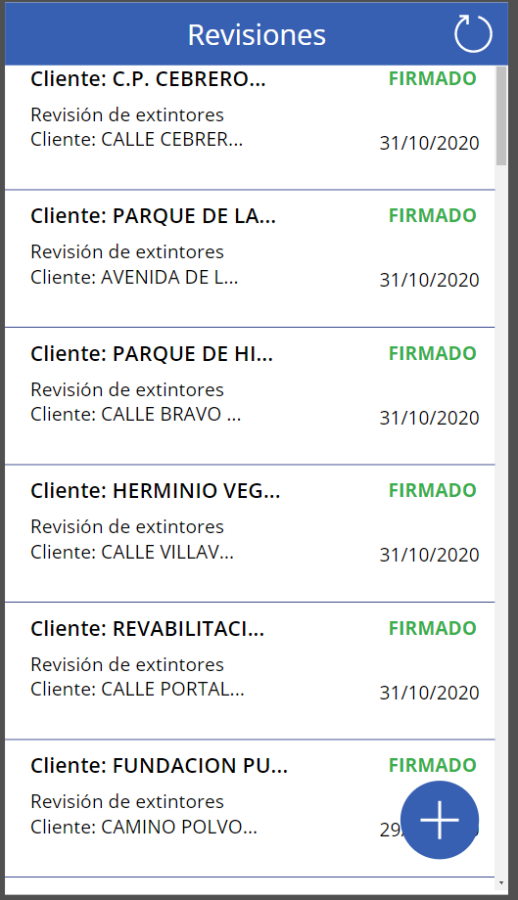 Revisiones
Cliente: C.P. CEBRERO... FIRMADO
Revisión de extintores
Cliente: CALLE CEBRER... 31/10/2020
Cliente: PARQUE DE LA... FIRMADO
Revisión de extintores
Cliente: AVENIDA DE L... 31/10/2020
Cliente: PARQUE DE HI... FIRMADO
Revisión de extintores
Cliente: CALLE BRAVO ... 31/10/2020
Cliente: HERMINIO VEG... FIRMADO
Revisión de extintores
Cliente: CALLE VILLAV... 31/10/2020
Cliente: REVABILITACI... FIRMADO
Revisión de extintores
Cliente: CALLE PORTAL... 31/10/2020
Cliente: FUNDACION PU... FIRMADO
Revisión de extintores
Cliente: CAMINO POLVO...